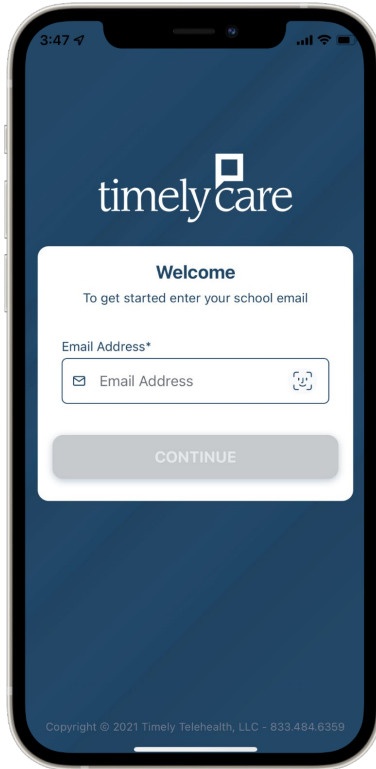 3:47
timelycare
Welcome
To get started enter your school email
Email Address*
Email Address
CONTINUE
Copyright © 2021 Timely Telehealth, LLC - 833.484.6359